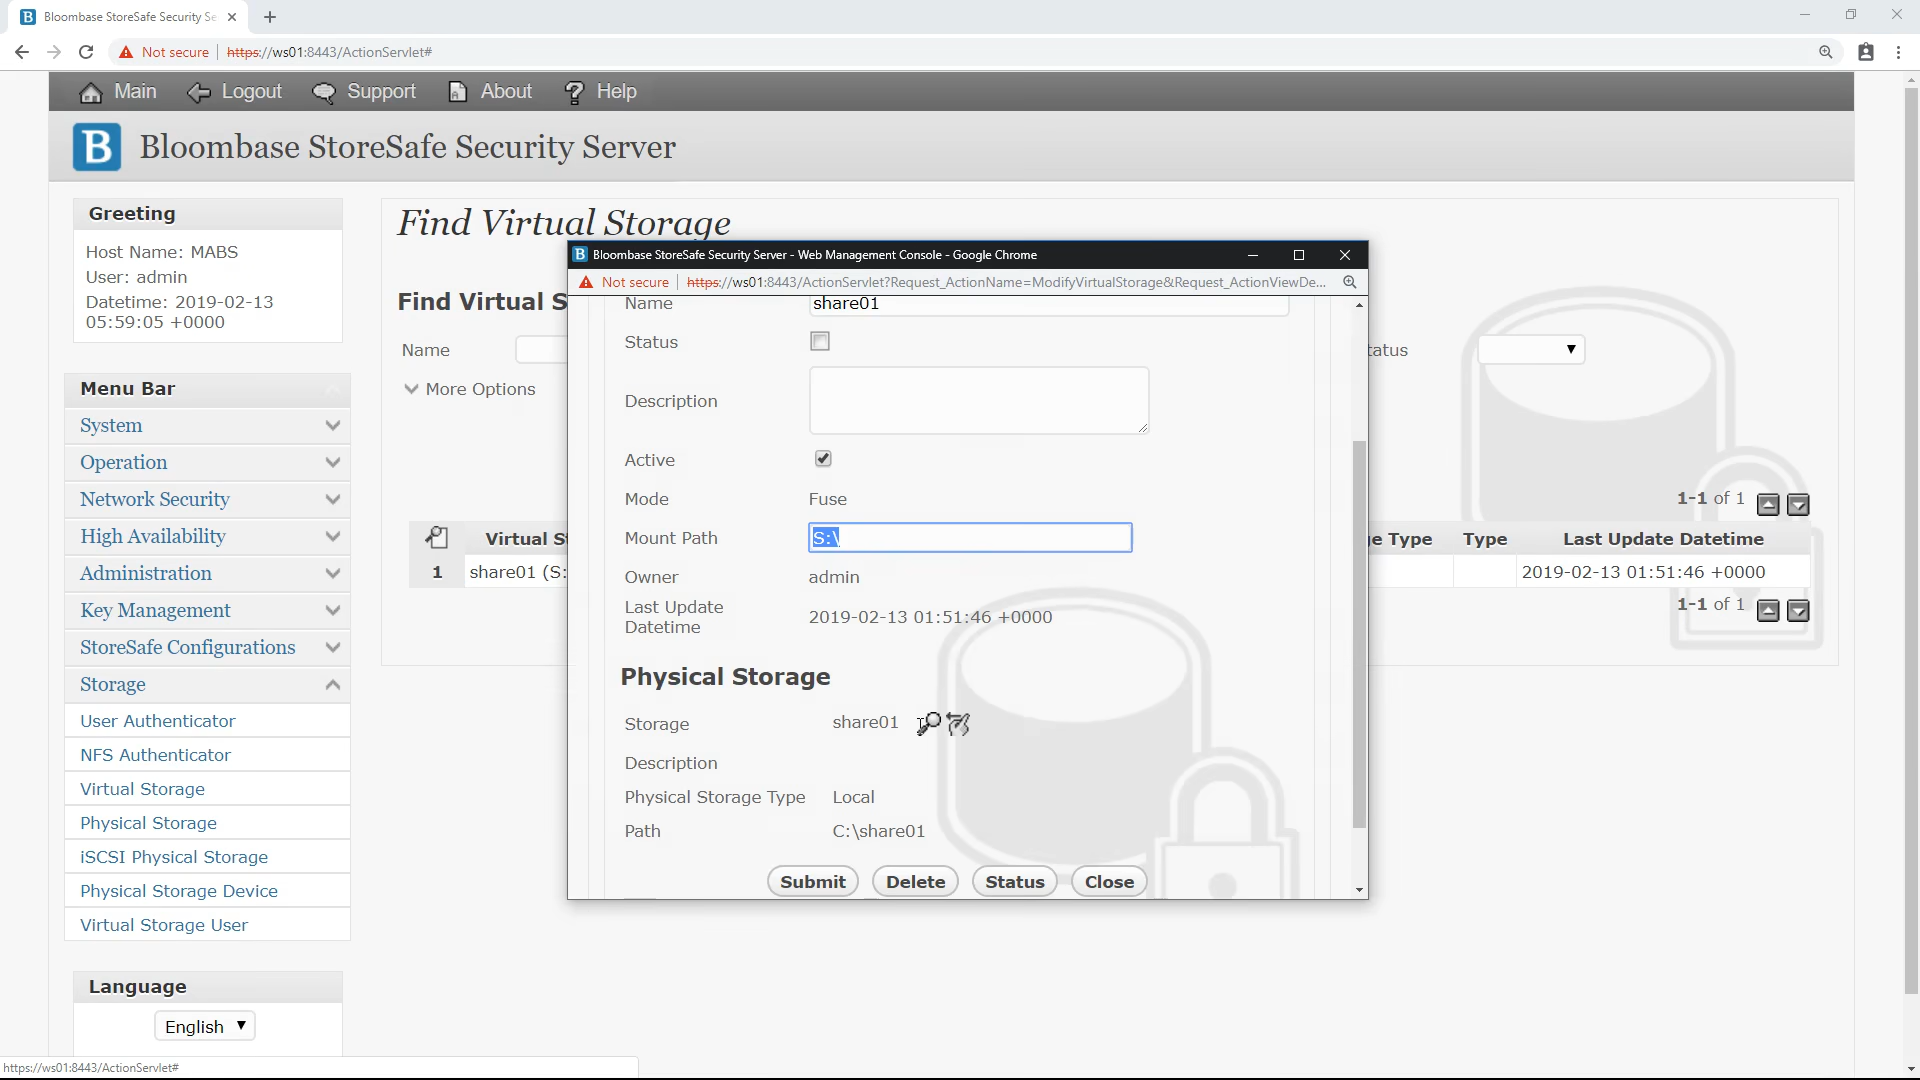 Bloombase StoreSafe Security Se
Not secure https://ws01:8443/ActionServlet#
Main Logout Support About Help
B Bloombase StoreSafe Security Server
Greeting
Host Name: MABS
User: admin
Datetime: 2019-02-13
05:59:05 +0000
Menu Bar
System
Operation
Network Security
High Availability
Administration
Key Management
StoreSafe Configurations
Storage
User Authenticator
NFS Authenticator
Virtual Storage
Physical Storage
iSCSI Physical Storage
Physical Storage Device
Virtual Storage User
Language
English
Find Virtual Storage
Find Virtual S
Name
tatus
More Options
1-1 of 1
Virtual S
e Type Type Last Update Datetime
1 share01 (S:
2019-02-13 01:51:46 +0000
1-1 of 1
Bloombase StoreSafe Security Server - Web Management Console - Google Chrome
Not secure https://ws01:8443/ActionServlet?Request_ActionName=ModifyVirtualStorage&Request_ActionViewDe...
Name share01
Status
Description
Active
Mode Fuse
Mount Path S:\
Owner admin
Last Update
Datetime
2019-02-13 01:51:46 +0000
Physical Storage
Storage share01
Description
Physical Storage Type Local
Path C:\share01
Submit Delete Status Close
https://ws01:8443/ActionServlet#